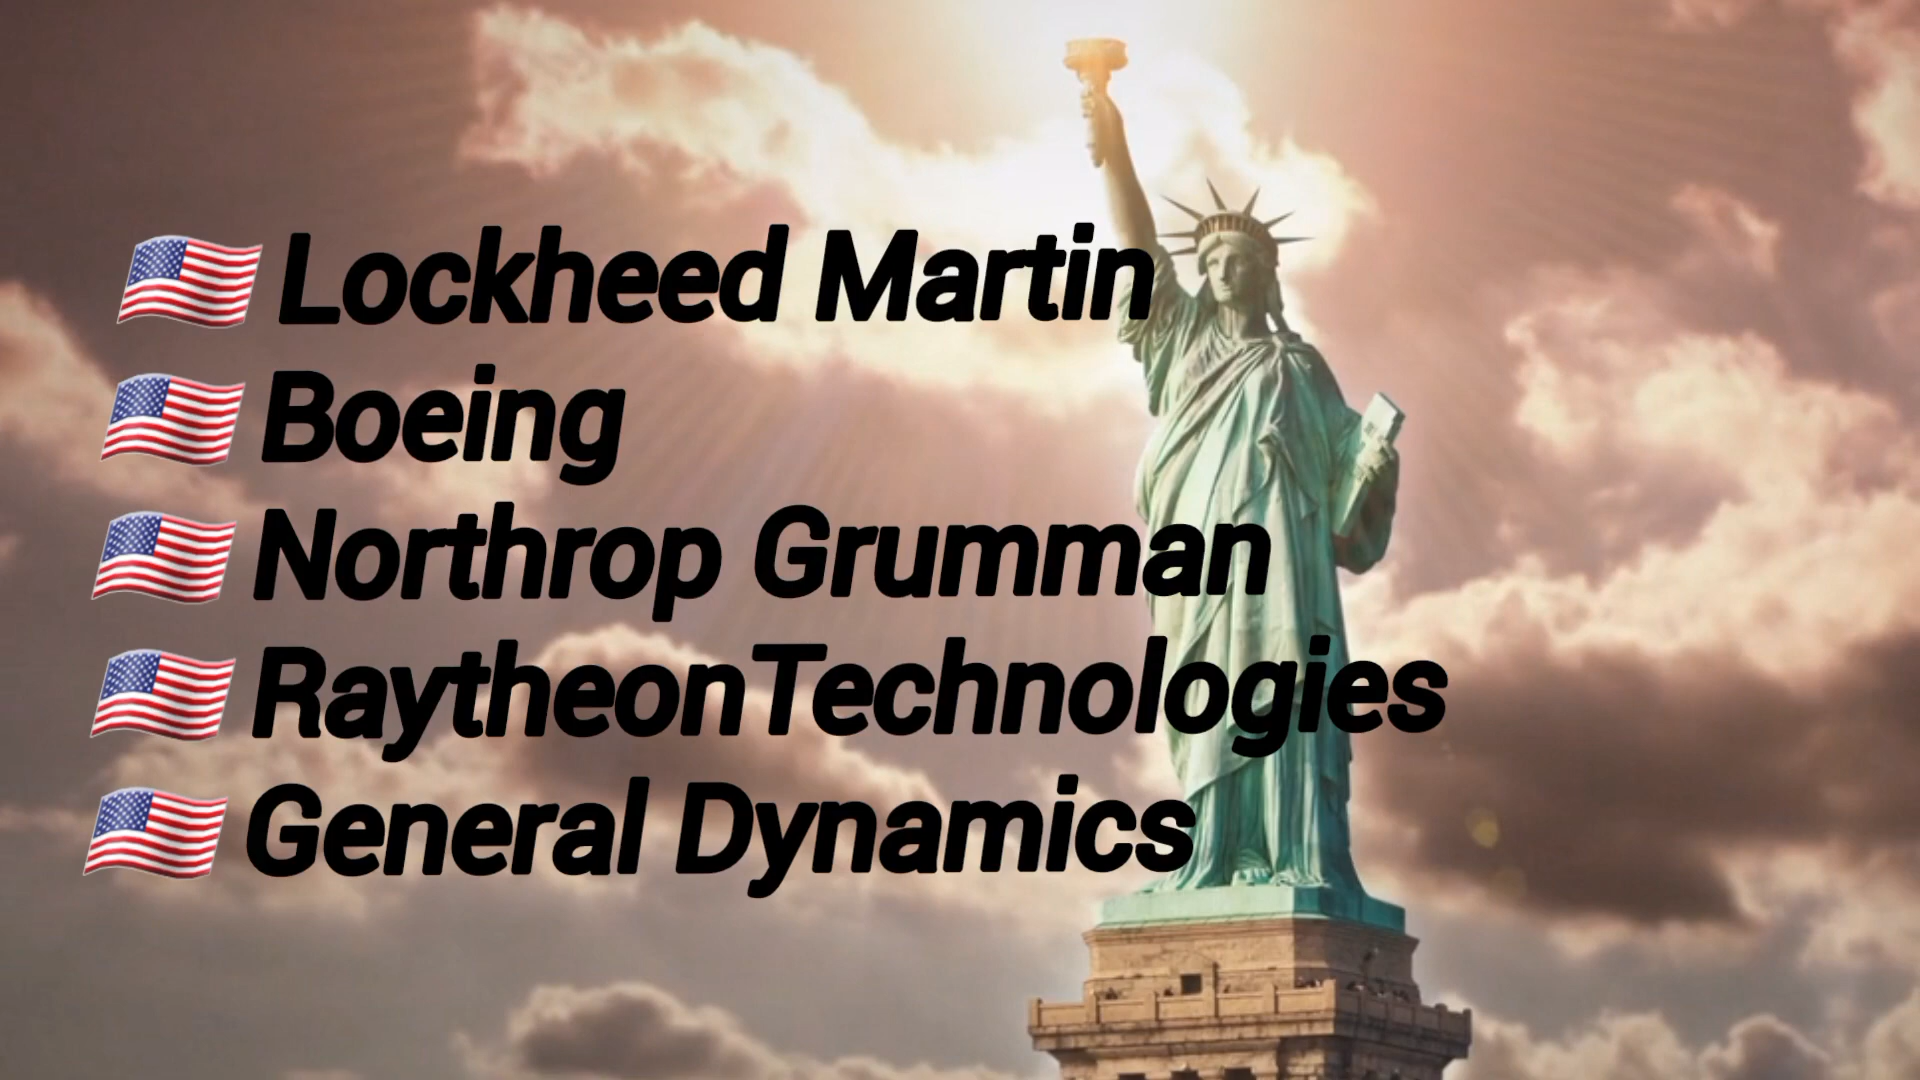 🇺🇸 Lockheed Martin
🇺🇸 Boeing
🇺🇸 Northrop Grumman
🇺🇸 RaytheonTechnologies
🇺🇸 General Dynamics